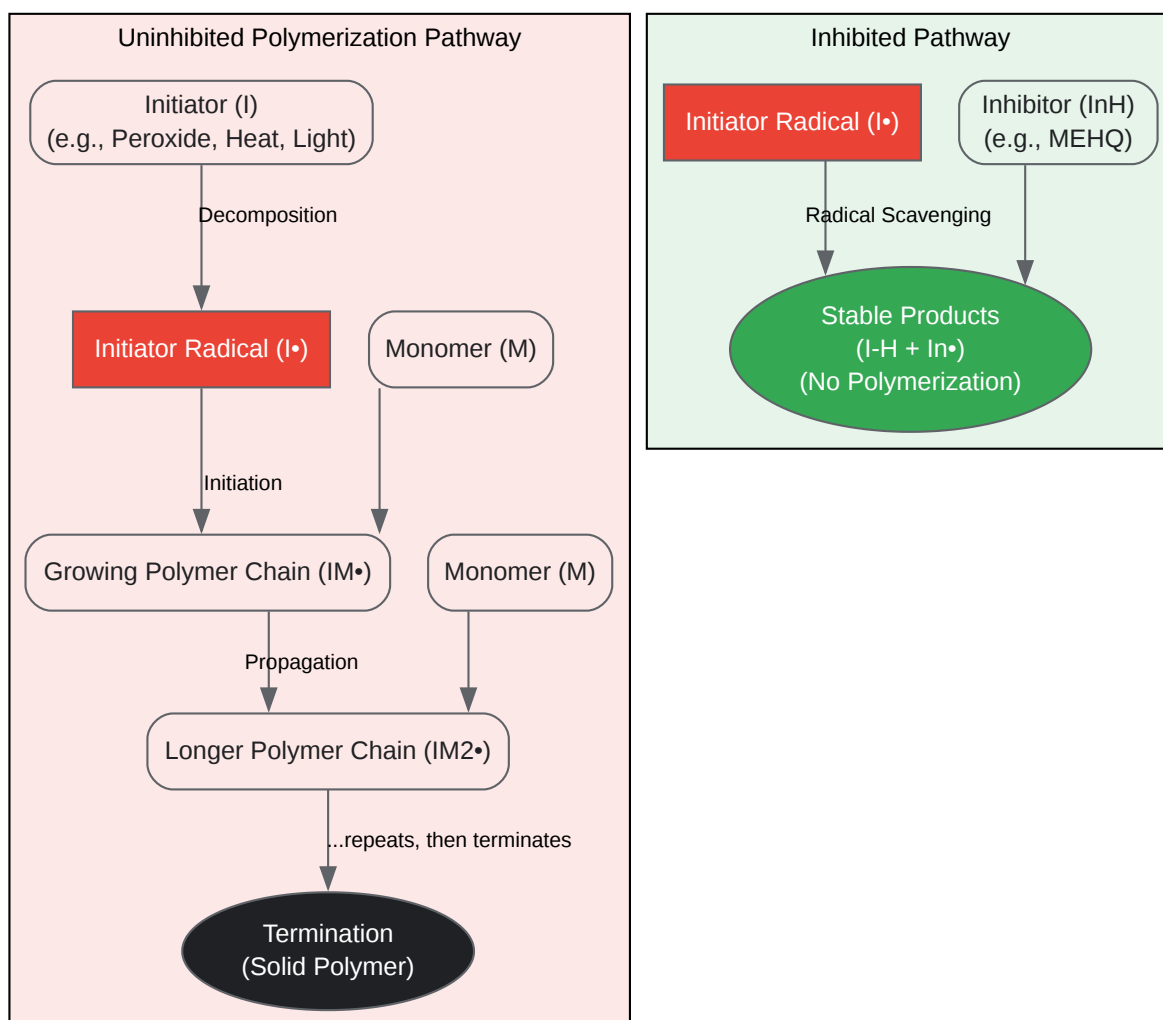 Uninhibited Polymerization Pathway
Initiator (I)
(e.g., Peroxide, Heat, Light)
Decomposition
Initiator Radical (I•)
Monomer (M)
Initiation
Growing Polymer Chain (IM•)
Monomer (M)
Propagation
Longer Polymer Chain (IM2•)
...repeats, then terminates
Termination
(Solid Polymer)
Inhibited Pathway
Initiator Radical (I•)
Inhibitor (InH)
(e.g., MEHQ)
Radical Scavenging
Stable Products
(I-H + In•)
(No Polymerization)